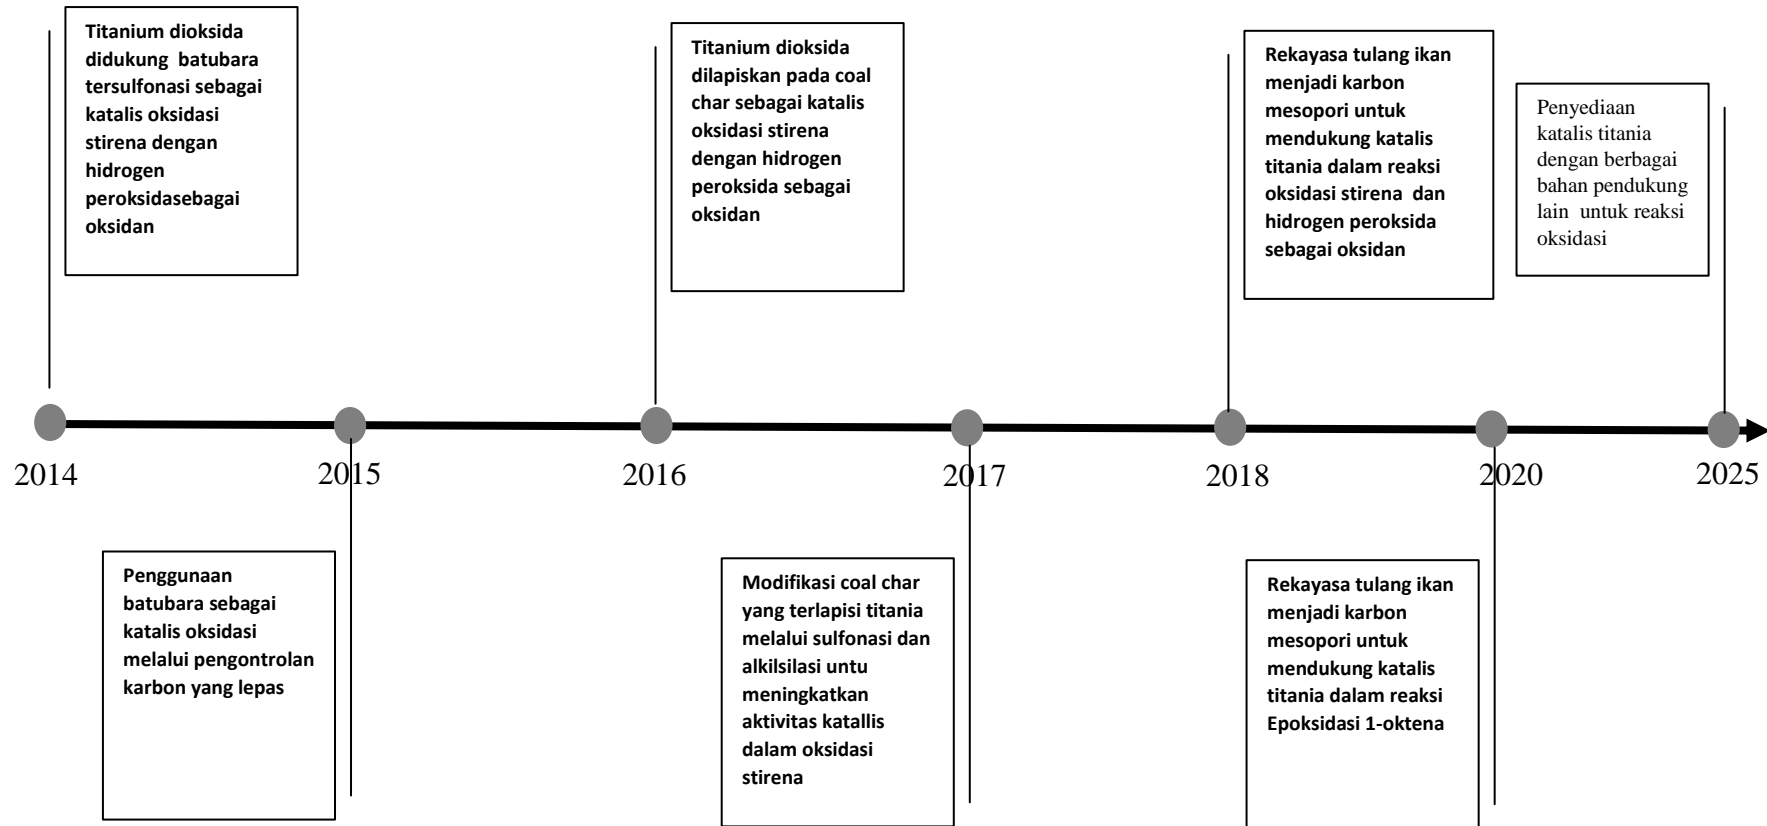 Titanium dioksida
didukung batubara
tersulfonasi sebagai
katalis oksidasi
stirena dengan
hidrogen
peroksidasebagai
oksidan
Titanium dioksida
dilapiskan pada coal
char sebagai katalis
oksidasi stirena
dengan hidrogen
peroksida sebagai
oksidan
Rekayasa tulang ikan
menjadi karbon
mesopori untuk
mendukung katalis
titania dalam reaksi
oksidasi stirena dan
hidrogen peroksida
sebagai oksidan
Penyediaan
katalis titania
dengan berbagai
bahan pendukung
lain untuk reaksi
oksidasi
2014
2015
2016
2017
2018
2020
2025
Penggunaan
batubara sebagai
katalis oksidasi
melalui pengontrolan
karbon yang lepas
Modifikasi coal char
yang terlapisi titania
melalui sulfonasi dan
alkilsilasi untu
meningkatkan
aktivitas katallis
dalam oksidasi
stirena
Rekayasa tulang ikan
menjadi karbon
mesopori untuk
mendukung katalis
titania dalam reaksi
Epoksidasi 1-oktena